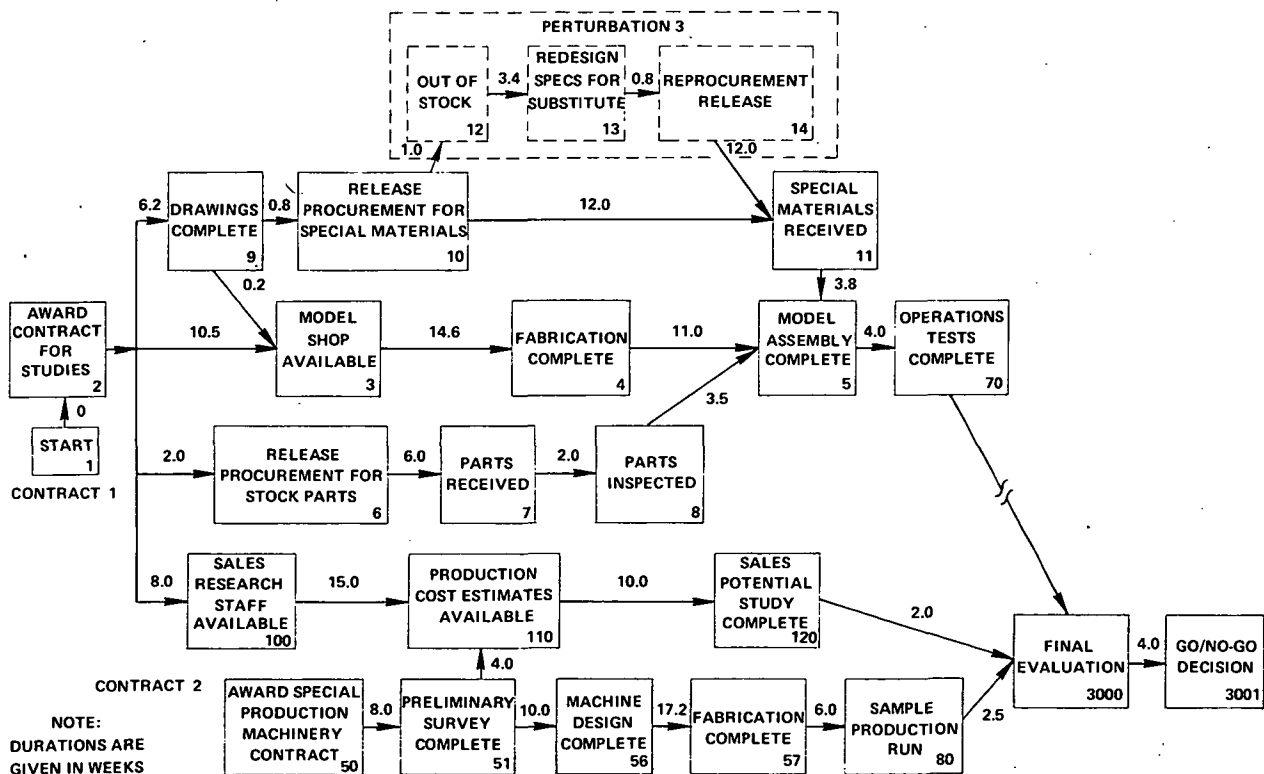 PERTURBATION 3
OUT OF
STOCK
12
3.4
REDESIGN
SPECS FOR
SUBSTITUTE
13
0.8
REPROCUREMENT
RELEASE
14
1.0
12.0
6.2
DRAWINGS
COMPLETE
9
0.8
RELEASE
PROCUREMENT FOR
SPECIAL MATERIALS
10
12.0
SPECIAL
MATERIALS
RECEIVED
11
0.2
3.8
AWARD
CONTRACT
FOR
STUDIES
2
10.5
MODEL
SHOP
AVAILABLE
3
14.6
FABRICATION
COMPLETE
4
11.0
MODEL
ASSEMBLY
COMPLETE
5
4.0
OPERATIONS
TESTS
COMPLETE
70
0
START
1
CONTRACT 1
2.0
RELEASE
PROCUREMENT FOR
STOCK PARTS
6
6.0
PARTS
RECEIVED
7
2.0
PARTS
INSPECTED
8
3.5
8.0
SALES
RESEARCH
STAFF
AVAILABLE
100
15.0
PRODUCTION
COST ESTIMATES
AVAILABLE
110
10.0
SALES
POTENTIAL
STUDY
COMPLETE
120
2.0
FINAL
EVALUATION
3000
4.0
GO/NO-GO
DECISION
3001
4.0
CONTRACT 2
AWARD SPECIAL
PRODUCTION
MACHINERY
CONTRACT
50
8.0
PRELIMINARY
SURVEY
COMPLETE
51
10.0
MACHINE
DESIGN
COMPLETE
56
17.2
FABRICATION
COMPLETE
57
6.0
SAMPLE
PRODUCTION
RUN
80
2.5
NOTE:
DURATIONS ARE
GIVEN IN WEEKS